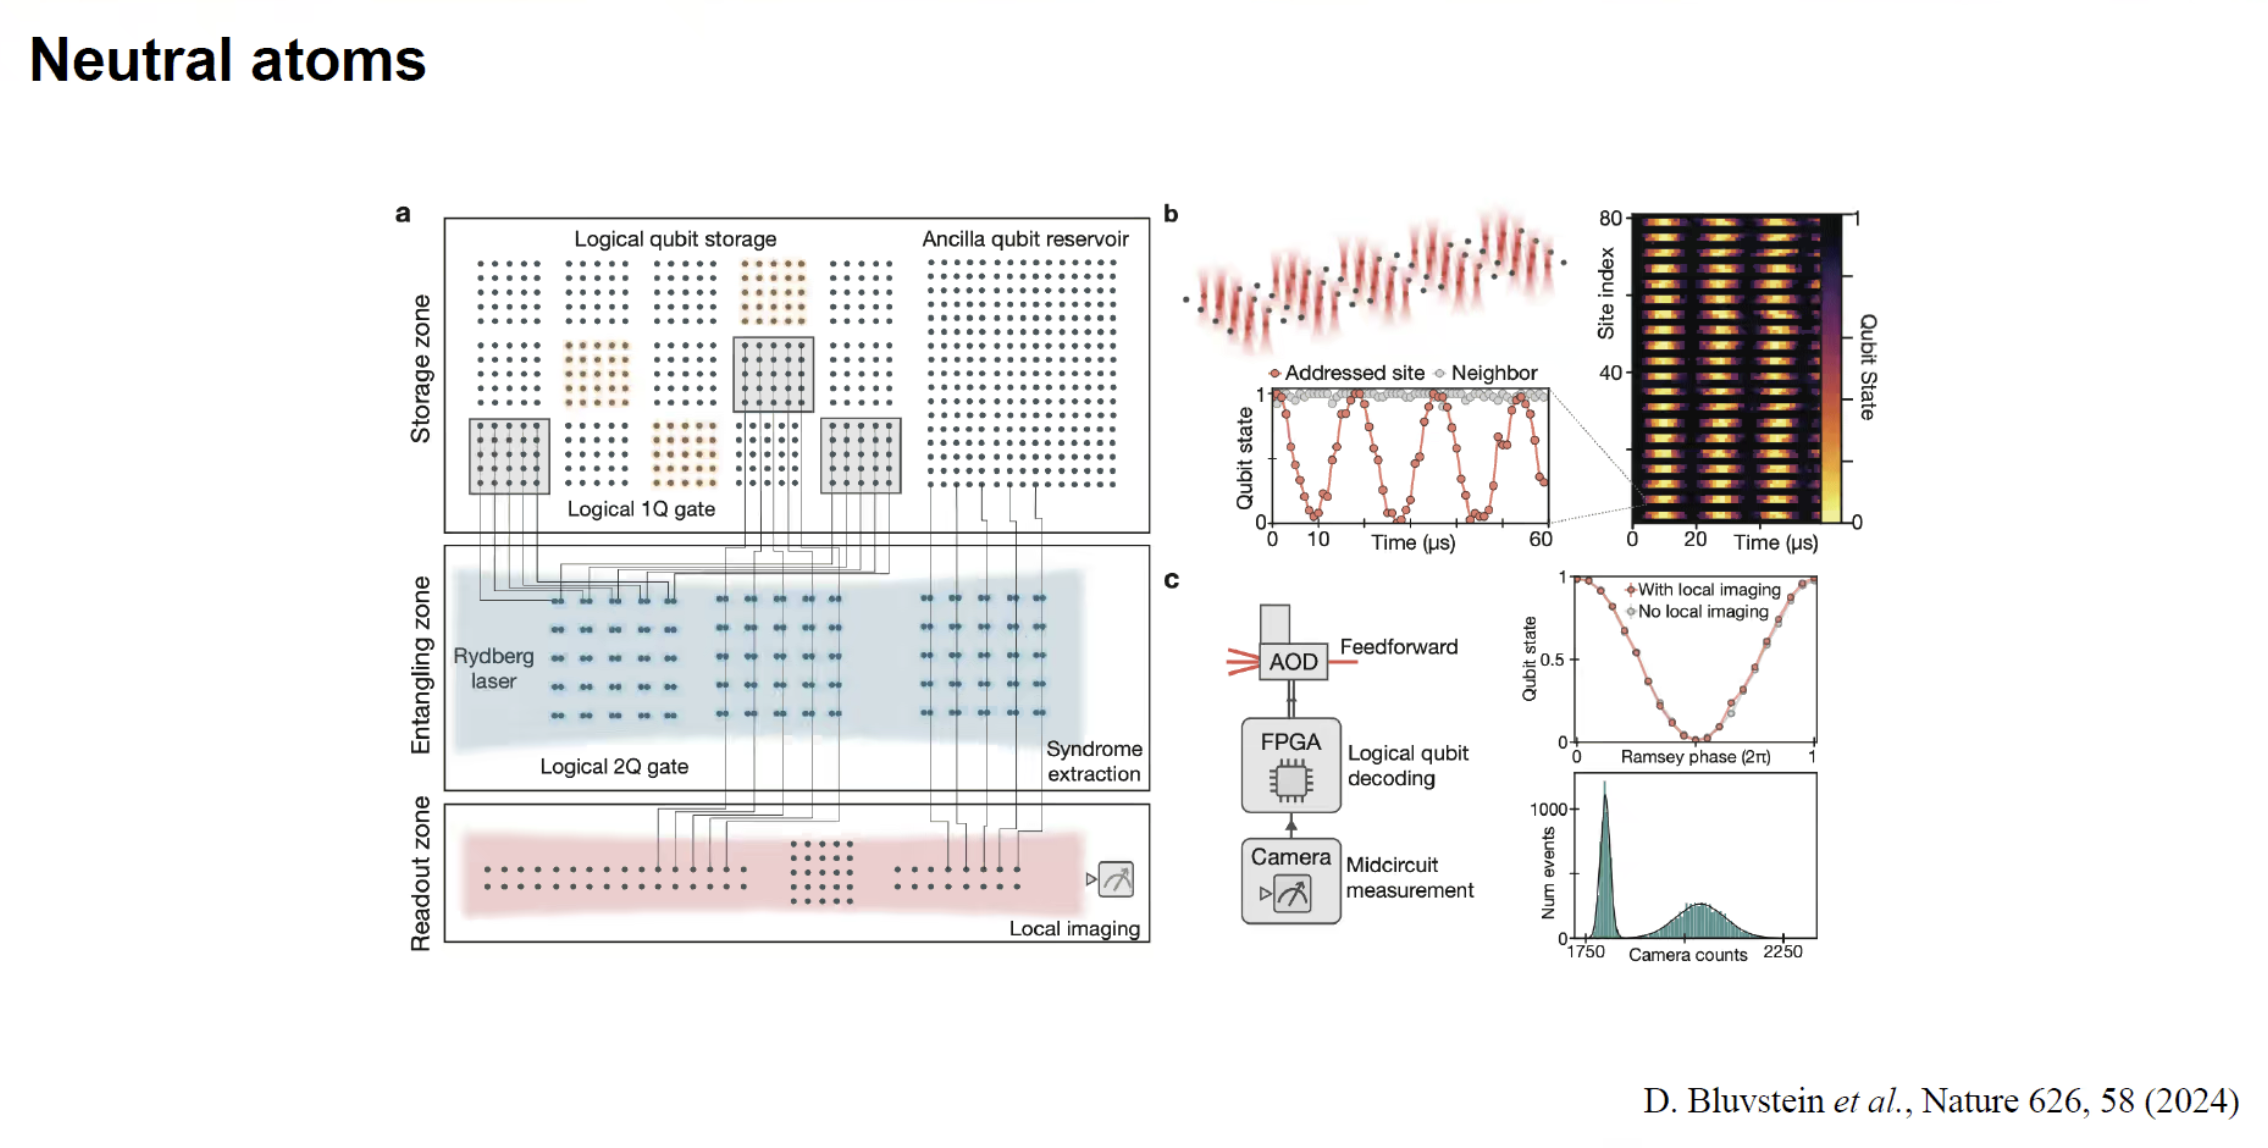 Neutral atoms
a
Storage zone
Logical qubit storage
Ancilla qubit reservoir
Logical 1Q gate
Entangling zone
Rydberg
laser
Logical 2Q gate
Syndrome
extraction
Readout zone
Local imaging
b
Addressed site
Neighbor
Qubit state
1
0
0
10
Time (μs)
60
Site index
80
40
0
20
Time (μs)
1
0
Qubit State
c
AOD
Feedforward
FPGA
Logical qubit
decoding
Camera
Midcircuit
measurement
Qubit state
1
0.5
0
With local imaging
No local imaging
0
Ramsey phase (2π)
1
Num events
1000
0
1750
Camera counts
2250
D. Bluvstein et al., Nature 626, 58 (2024)